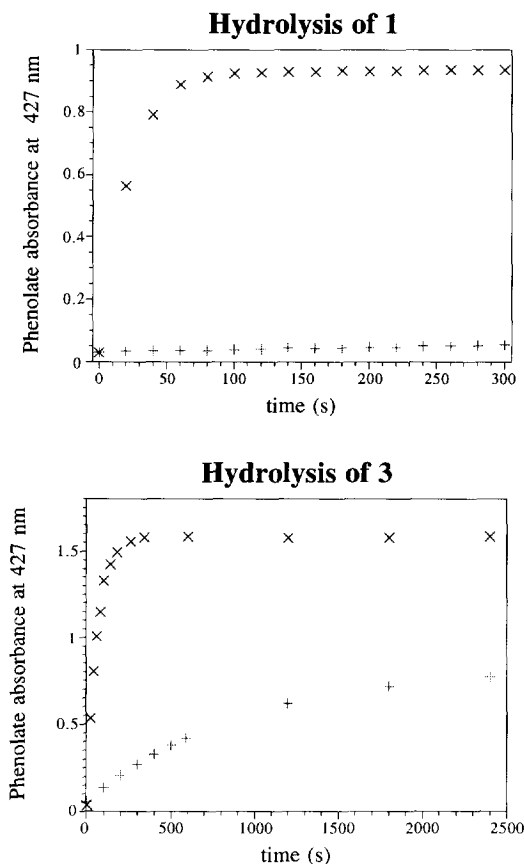 Hydrolysis of 1
Phenolate absorbance at 427 nm
1
0.8
0.6
0.4
0.2
0
0 50 100 150 200 250 300
time (s)
Hydrolysis of 3
Phenolate absorbance at 427 nm
1.5
1
0.5
0
0 500 1000 1500 2000 2500
time (s)